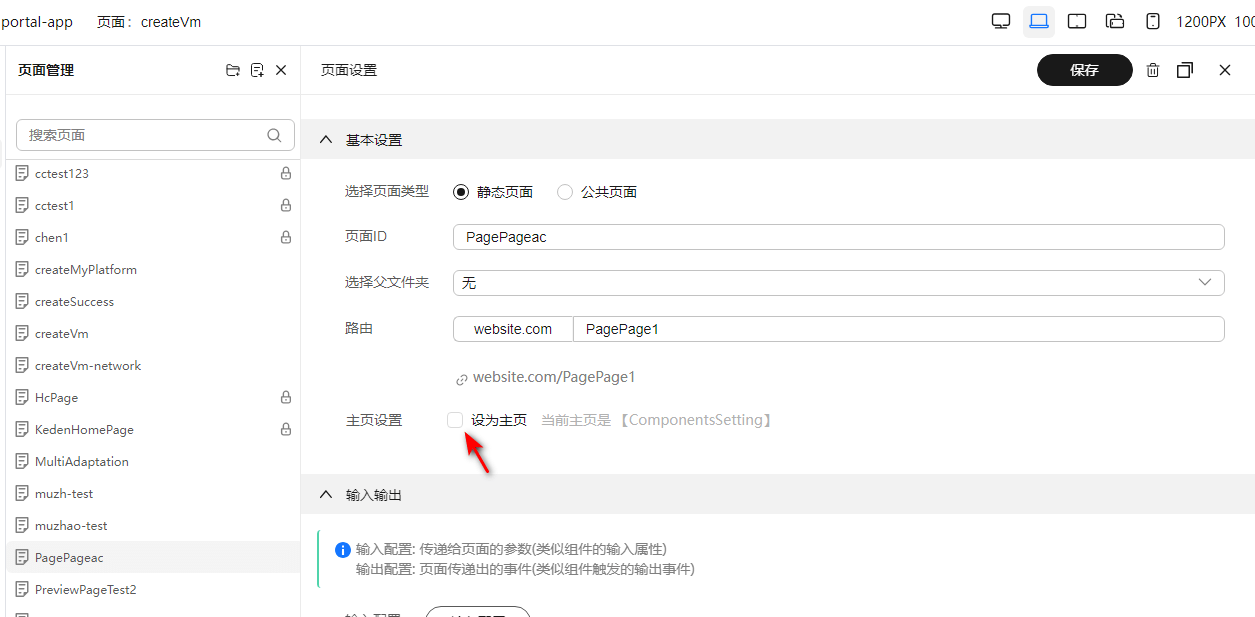 portal-app 页面: createVm 1200PX 100
页面管理
搜索页面
cctest123
cctest1
chen1
createMyPlatform
createSuccess
createVm
createVm-network
HcPage
KedenHomePage
MultiAdaptation
muzh-test
muzhao-test
PagePageac
PreviewPageTest2
页面设置 保存
基本设置
选择页面类型 静态页面 公共页面
页面ID PagePageac
选择父文件夹 无
路由 website.com PagePage1
website.com/PagePage1
主页设置 设为主页 当前主页是 【ComponentsSetting】
输入输出
输入配置: 传递给页面的参数(类似组件的输入属性)
输出配置: 页面传递出的事件(类似组件触发的输出事件)